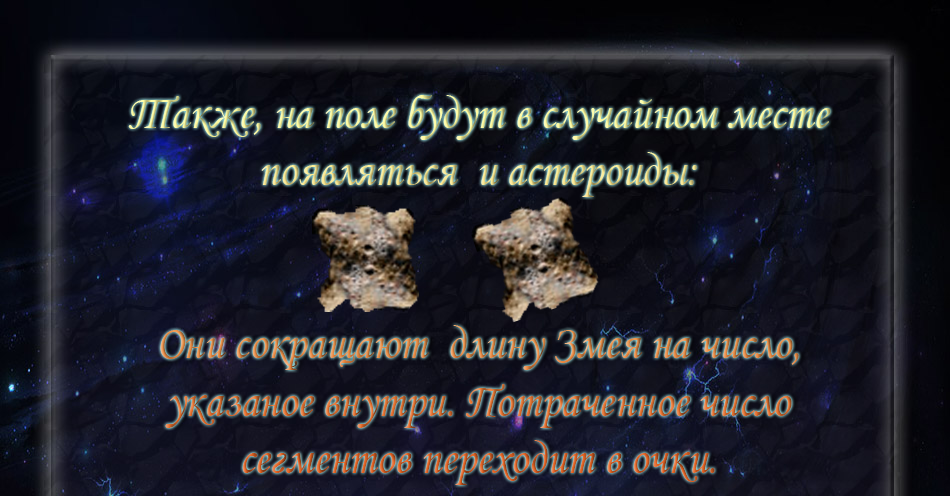 Также, на поле будут в случайном месте
появляться и астероиды:
Они сокращают длину Змея на число,
указаное внутри. Потраченное число
сегментов переходит в очки.